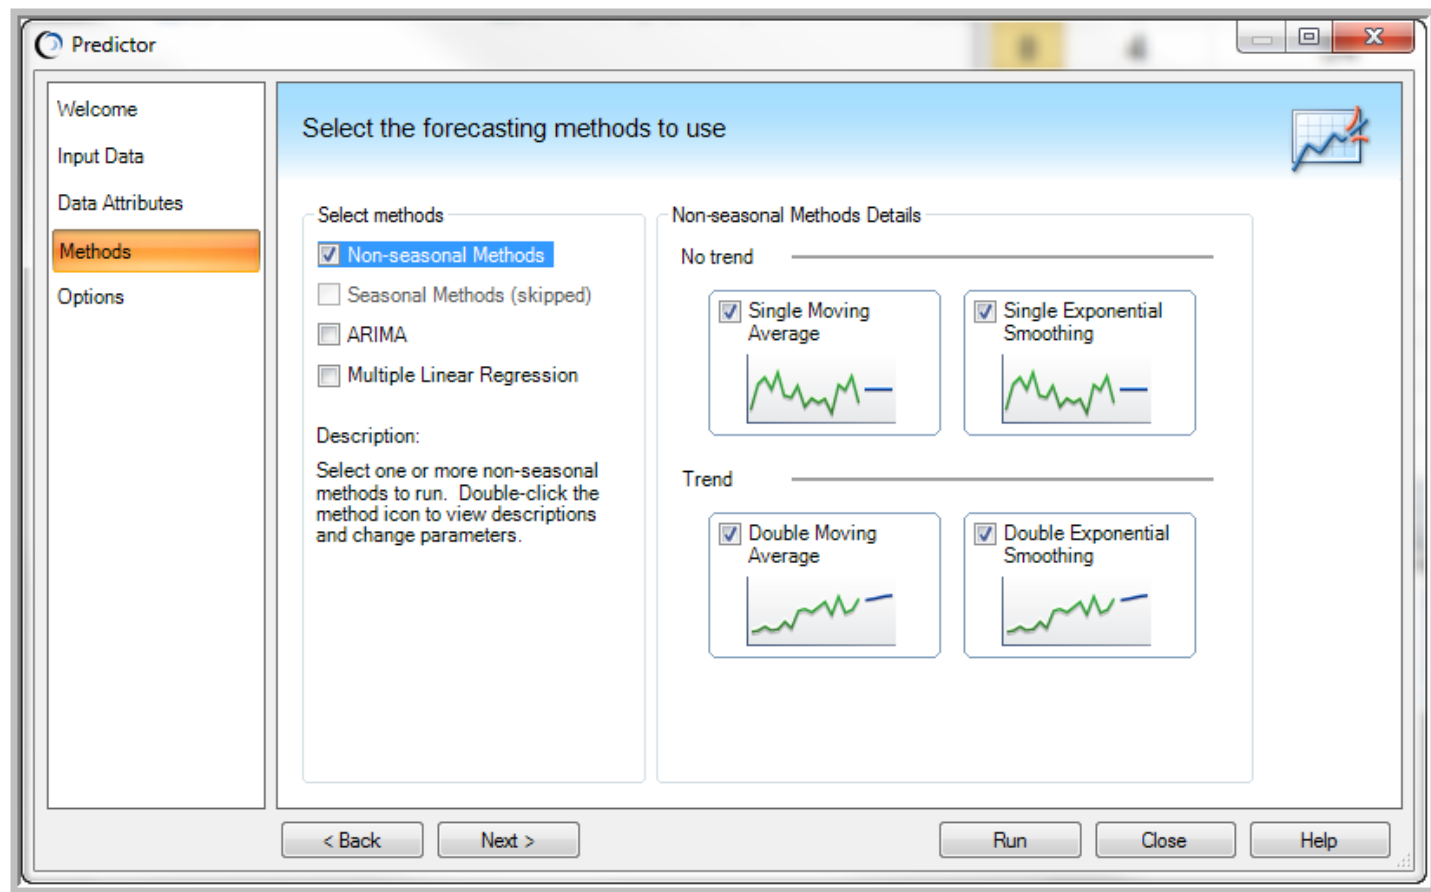 Predictor
8 4
Welcome
Input Data
Data Attributes
Methods
Options
Select the forecasting methods to use
Select methods
Non-seasonal Methods
Seasonal Methods (skipped)
ARIMA
Multiple Linear Regression
Description:
Select one or more non-seasonal
methods to run. Double-click the
method icon to view descriptions
and change parameters.
Non-seasonal Methods Details
No trend
Single Moving
Average
Single Exponential
Smoothing
Trend
Double Moving
Average
Double Exponential
Smoothing
< Back
Next >
Run
Close
Help